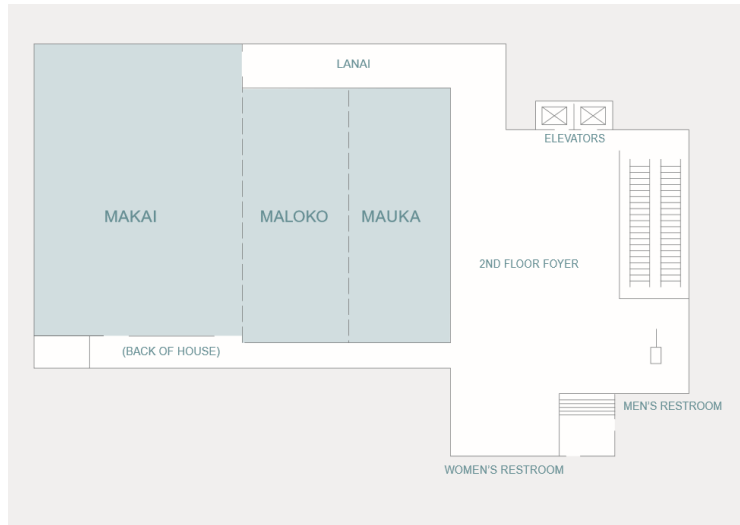 LANAI
ELEVATORS
MAKAI
MALOKO
MAUKA
2ND FLOOR FOYER
(BACK OF HOUSE)
MEN'S RESTROOM
WOMEN'S RESTROOM